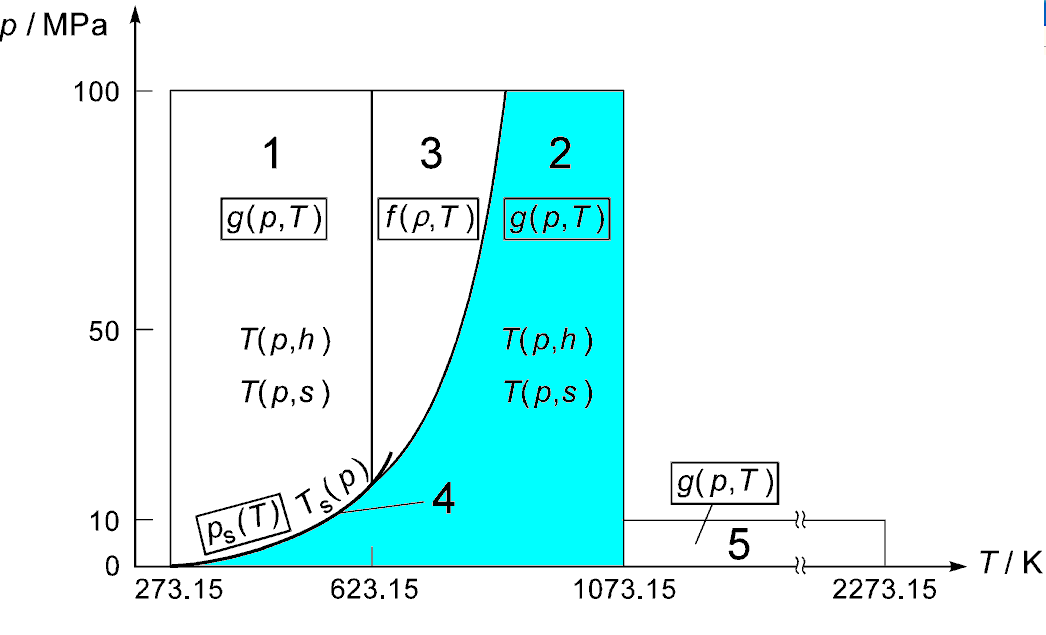 p / MPa
100
1
3
2
g(p,T)
f(ρ,T)
g(p,T)
50
T(p,h)
T(p,h)
T(p,s)
T(p,s)
pₛ(T)
Tₛ(p)
4
g(p,T)
10
5
0
T / K
273.15
623.15
1073.15
2273.15